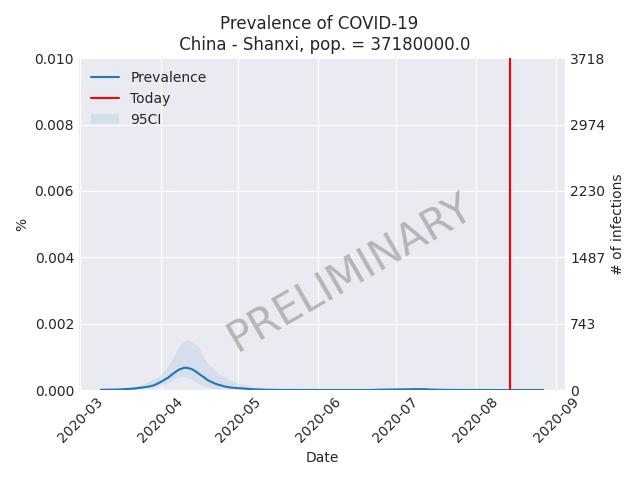 Prevalence of COVID-19
China - Shanxi, pop. = 37180000.0
Prevalence
Today
95CI
PRELIMINARY
0.010
0.008
0.006
0.004
0.002
0.000
%
3718
2974
2230
1487
743
0
# of infections
2020-03
2020-04
2020-05
2020-06
2020-07
2020-08
2020-09
Date